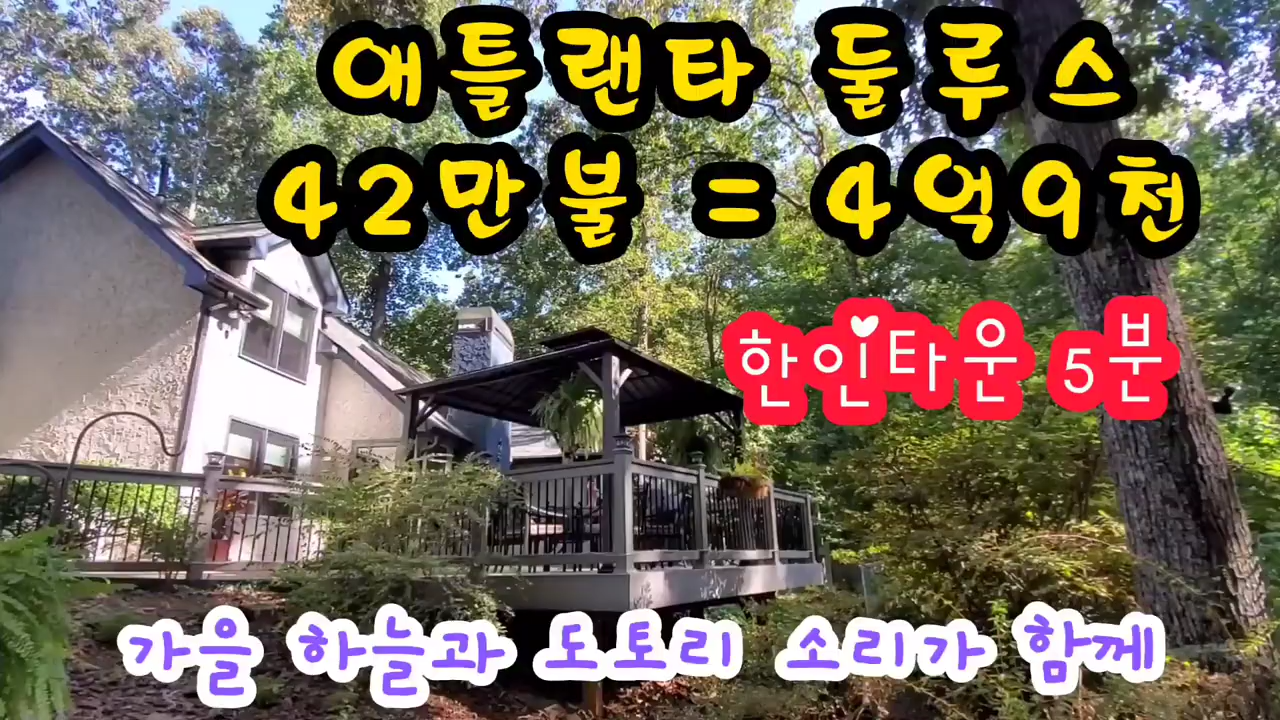 애틀랜타 둘루스
42만불 = 4억9천
한인타운 5분
가을 하늘과 도토리 소리가 함께